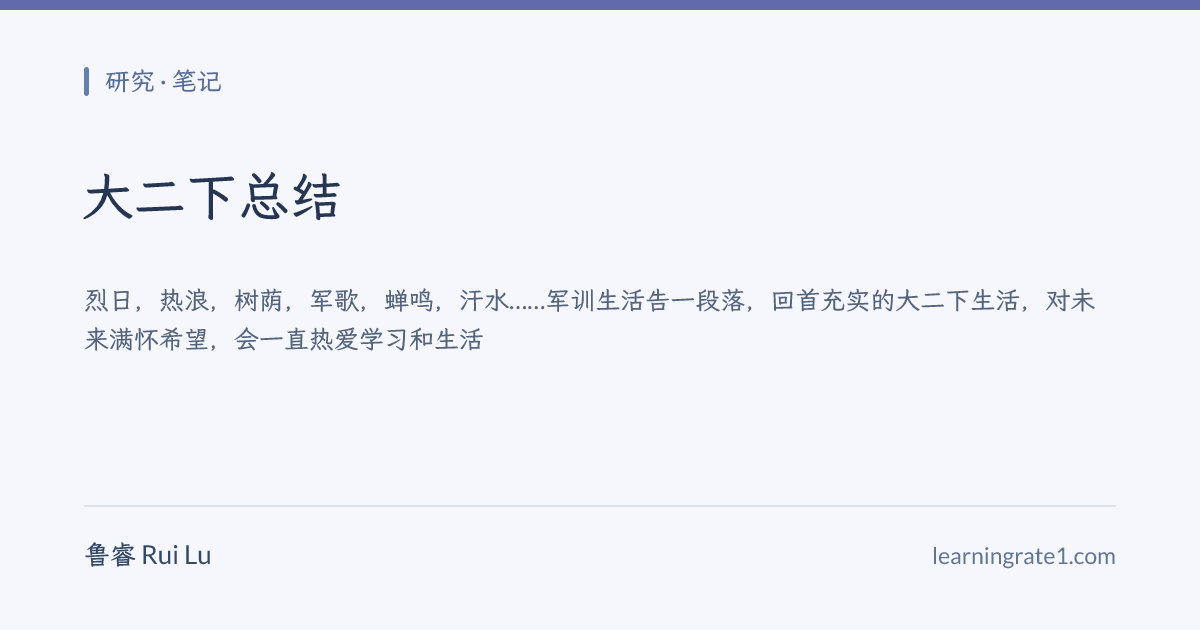 研究 · 笔记
大二下总结
烈日，热浪，树荫，军歌，蝉鸣，汗水……军训生活告一段落，回首充实的大二下生活，对未
来满怀希望，会一直热爱学习和生活
鲁睿 Rui Lu
learningrate1.com